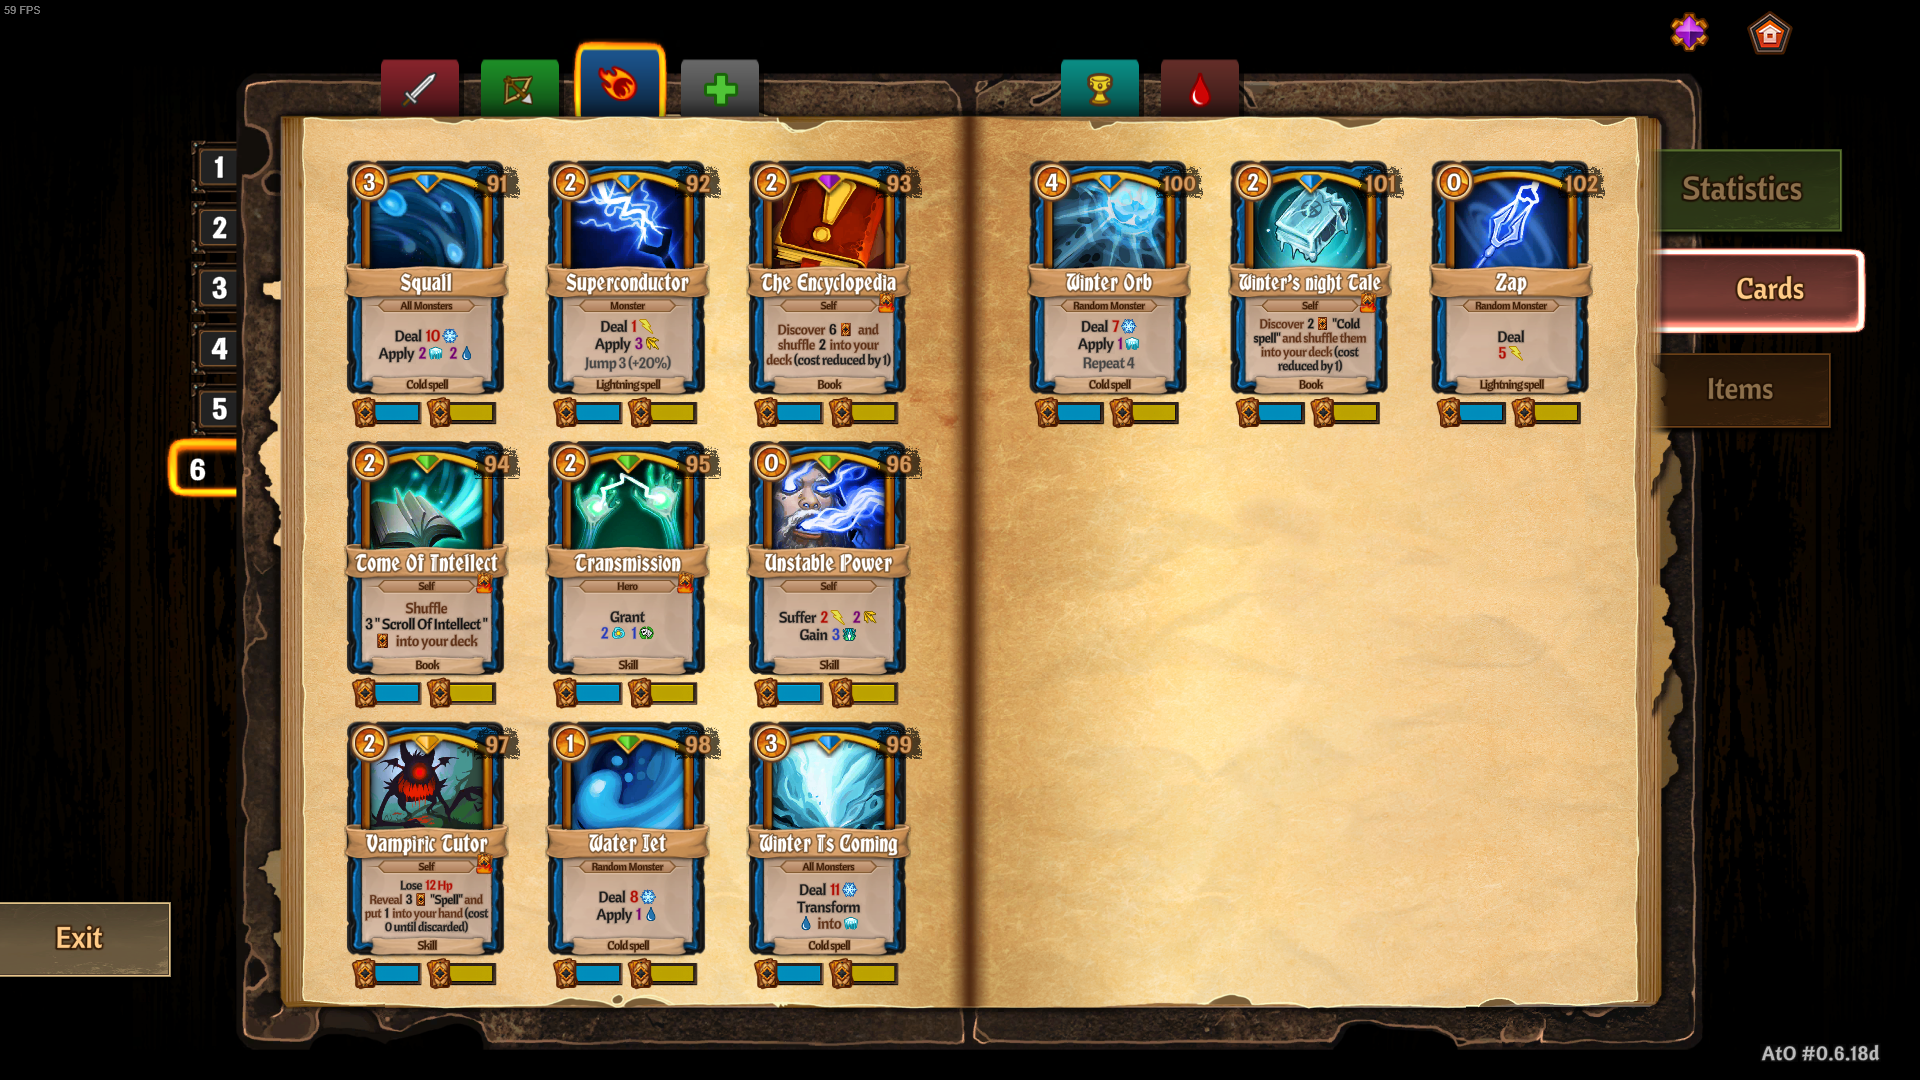 59 FPS
1
2
3
4
5
6
3
91
Squall
All Monsters
Deal 10
Apply 2 2
Cold spell
2
92
Superconductor
Monster
Deal 1
Apply 3
Jump 3 (+20%)
Lightning spell
2
93
The Encyclopedia
Self
Discover 6 and
shuffle 2 into your
deck (cost reduced by 1)
Book
2
94
Tome Of Intellect
Self
Shuffle
3 "Scroll Of Intellect"
into your deck
Book
2
95
Transmission
Hero
Grant
2 1
Skill
0
96
Unstable Power
Self
Suffer 2 2
Gain 3
Skill
2
97
Vampiric Tutor
Self
Lose 12 Hp
Reveal 3 "Spell" and
put 1 into your hand (cost
0 until discarded)
Skill
1
98
Water Jet
Random Monster
Deal 8
Apply 1
Cold spell
3
99
Winter Is Coming
All Monsters
Deal 11
Transform
into
Cold spell
4
100
Winter Orb
Random Monster
Deal 7
Apply 1
Repeat 4
Cold spell
2
101
Winter's night Tale
Self
Discover 2 "Cold
spell" and shuffle them
into your deck (cost
reduced by 1)
Book
0
102
Zap
Random Monster
Deal
5
Lightning spell
Statistics
Cards
Items
Exit
AtO #0.6.18d